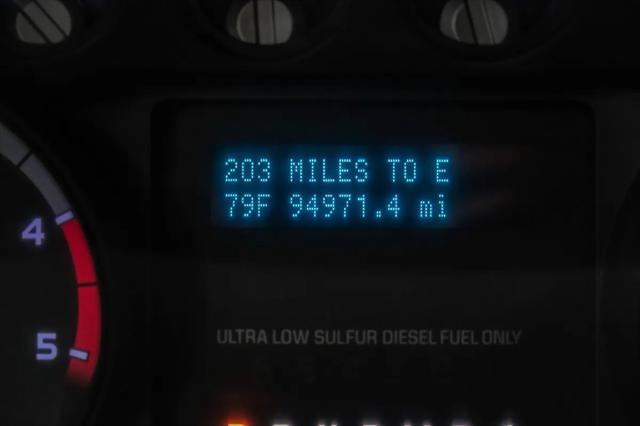 203 MILES TO E
79F 94971.4 mi
4
5
ULTRA LOW SULFUR DIESEL FUEL ONLY